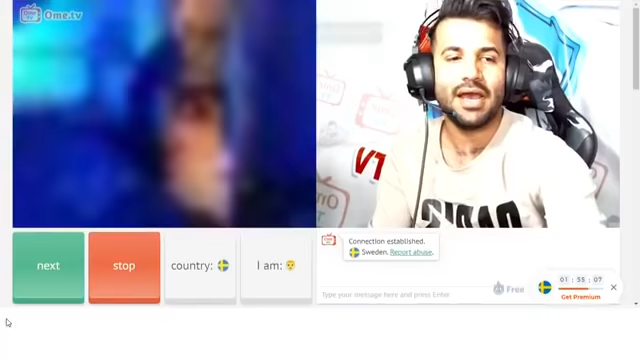 Ome.tv
VT
Connection established.
Sweden. Report abuse.
next
stop
country:
I am:
Type your message here and press Enter
Free
01 : 55 : 07
Get Premium